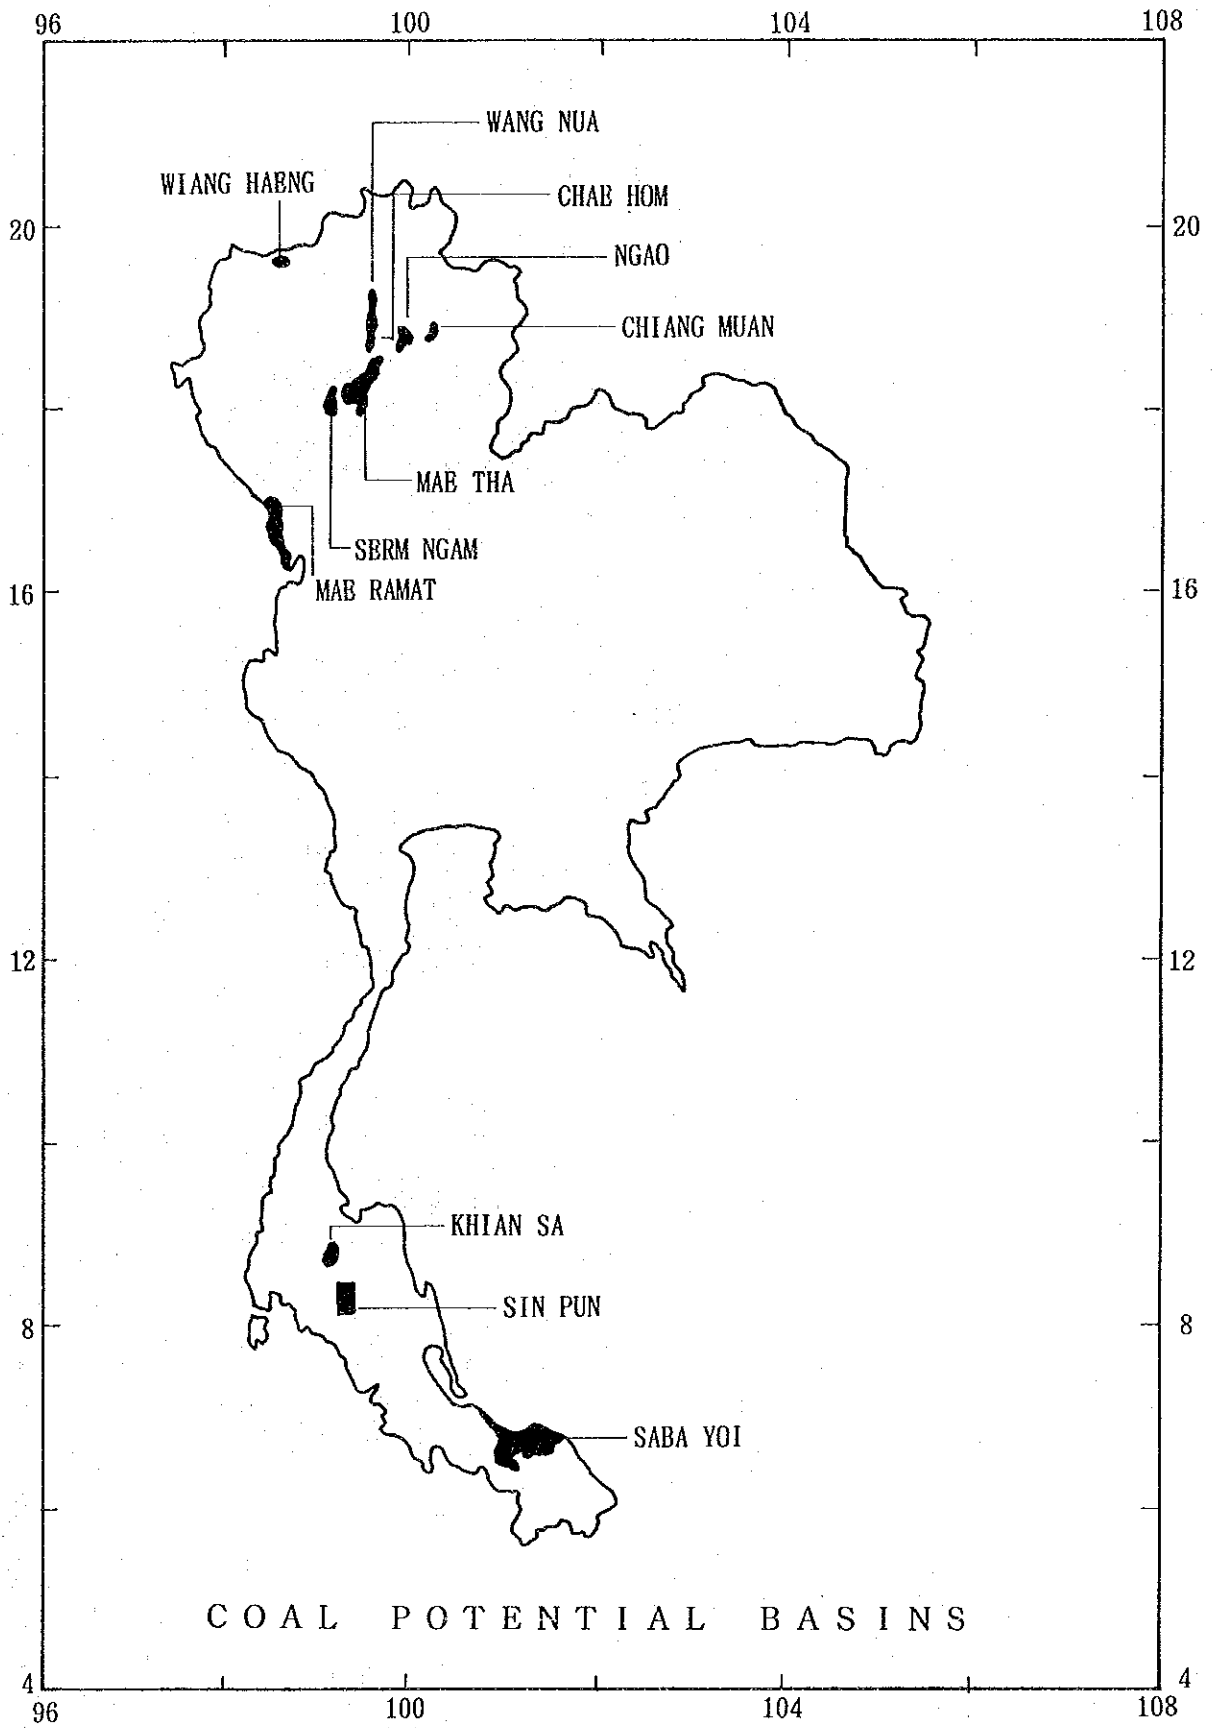 96 100 104 108
WANG NUA
WIANG HAENG
CHAE HOM
20 20
NGAO
CHIANG MUAN
MAE THA
SERM NGAM
MAE RAMAT
16 16
12 12
KHIAN SA
SIN PUN
8 8
SABA YOI
COAL POTENTIAL BASINS
4 4
96 100 104 108